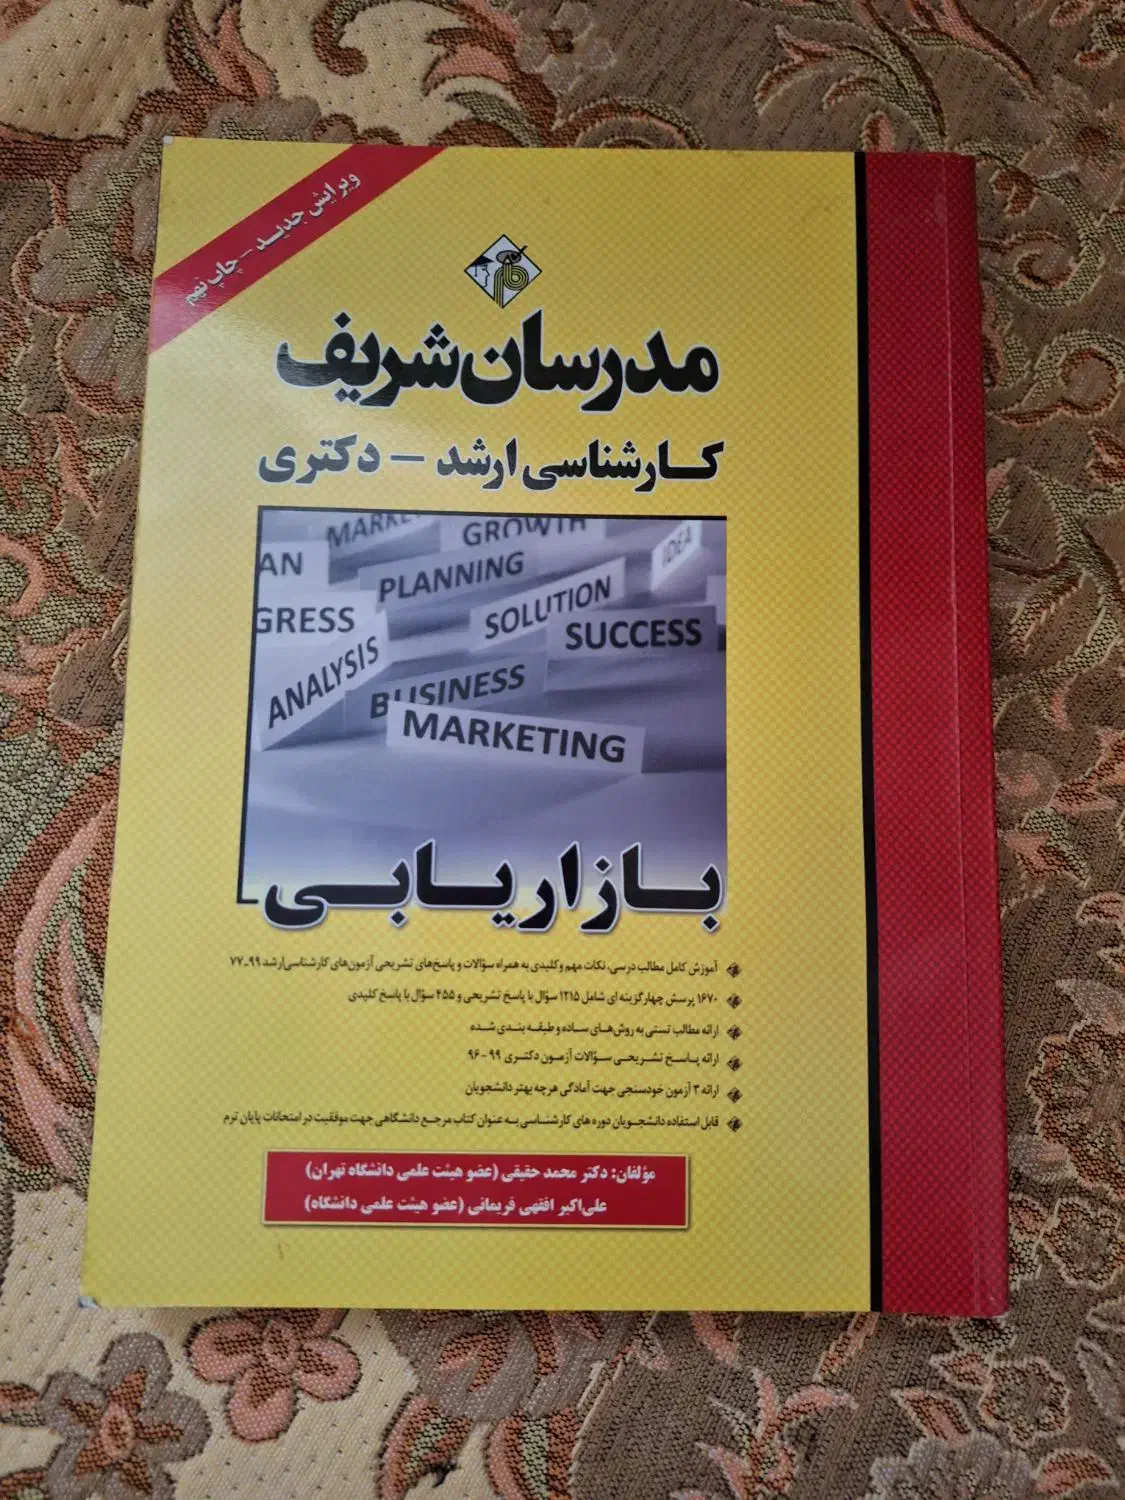 ویرایش جدید - چاپ نهم
مدرسان شریف
کارشناسی ارشد - دکتری
MARKE
GROWTH
IDEA
AN
PLANNING
GRESS
SOLUTION
SUCCESS
ANALYSIS
BUSINESS
MARKETING
بازاریابی
آموزش کامل مطالب درسی، نکات مهم و کلیدی به همراه سؤالات و پاسخ‌های تشریحی آزمون‌های کارشناسی ارشد ۹۹-۷۷
۱۶۷۰ پرسش چهارگزینه ای شامل ۱۲۱۵ سؤال با پاسخ تشریحی و ۴۵۵ سؤال با پاسخ کلیدی
ارائه مطالب تستی به روش‌های ساده و طبقه بندی شده
ارائه پاسخ تشریحی سؤالات آزمون دکتری ۹۹ - ۹۶
ارائه ۳ آزمون خودسنجی جهت آمادگی هرچه بهتر دانشجویان
قابل استفاده دانشجویان دوره های کارشناسی به عنوان کتاب مرجع دانشگاهی جهت موفقیت در امتحانات پایان ترم
مؤلفان: دکتر محمد حقیقی (عضو هیئت علمی دانشگاه تهران)
علی‌اکبر افقهی فریمانی (عضو هیئت علمی دانشگاه)